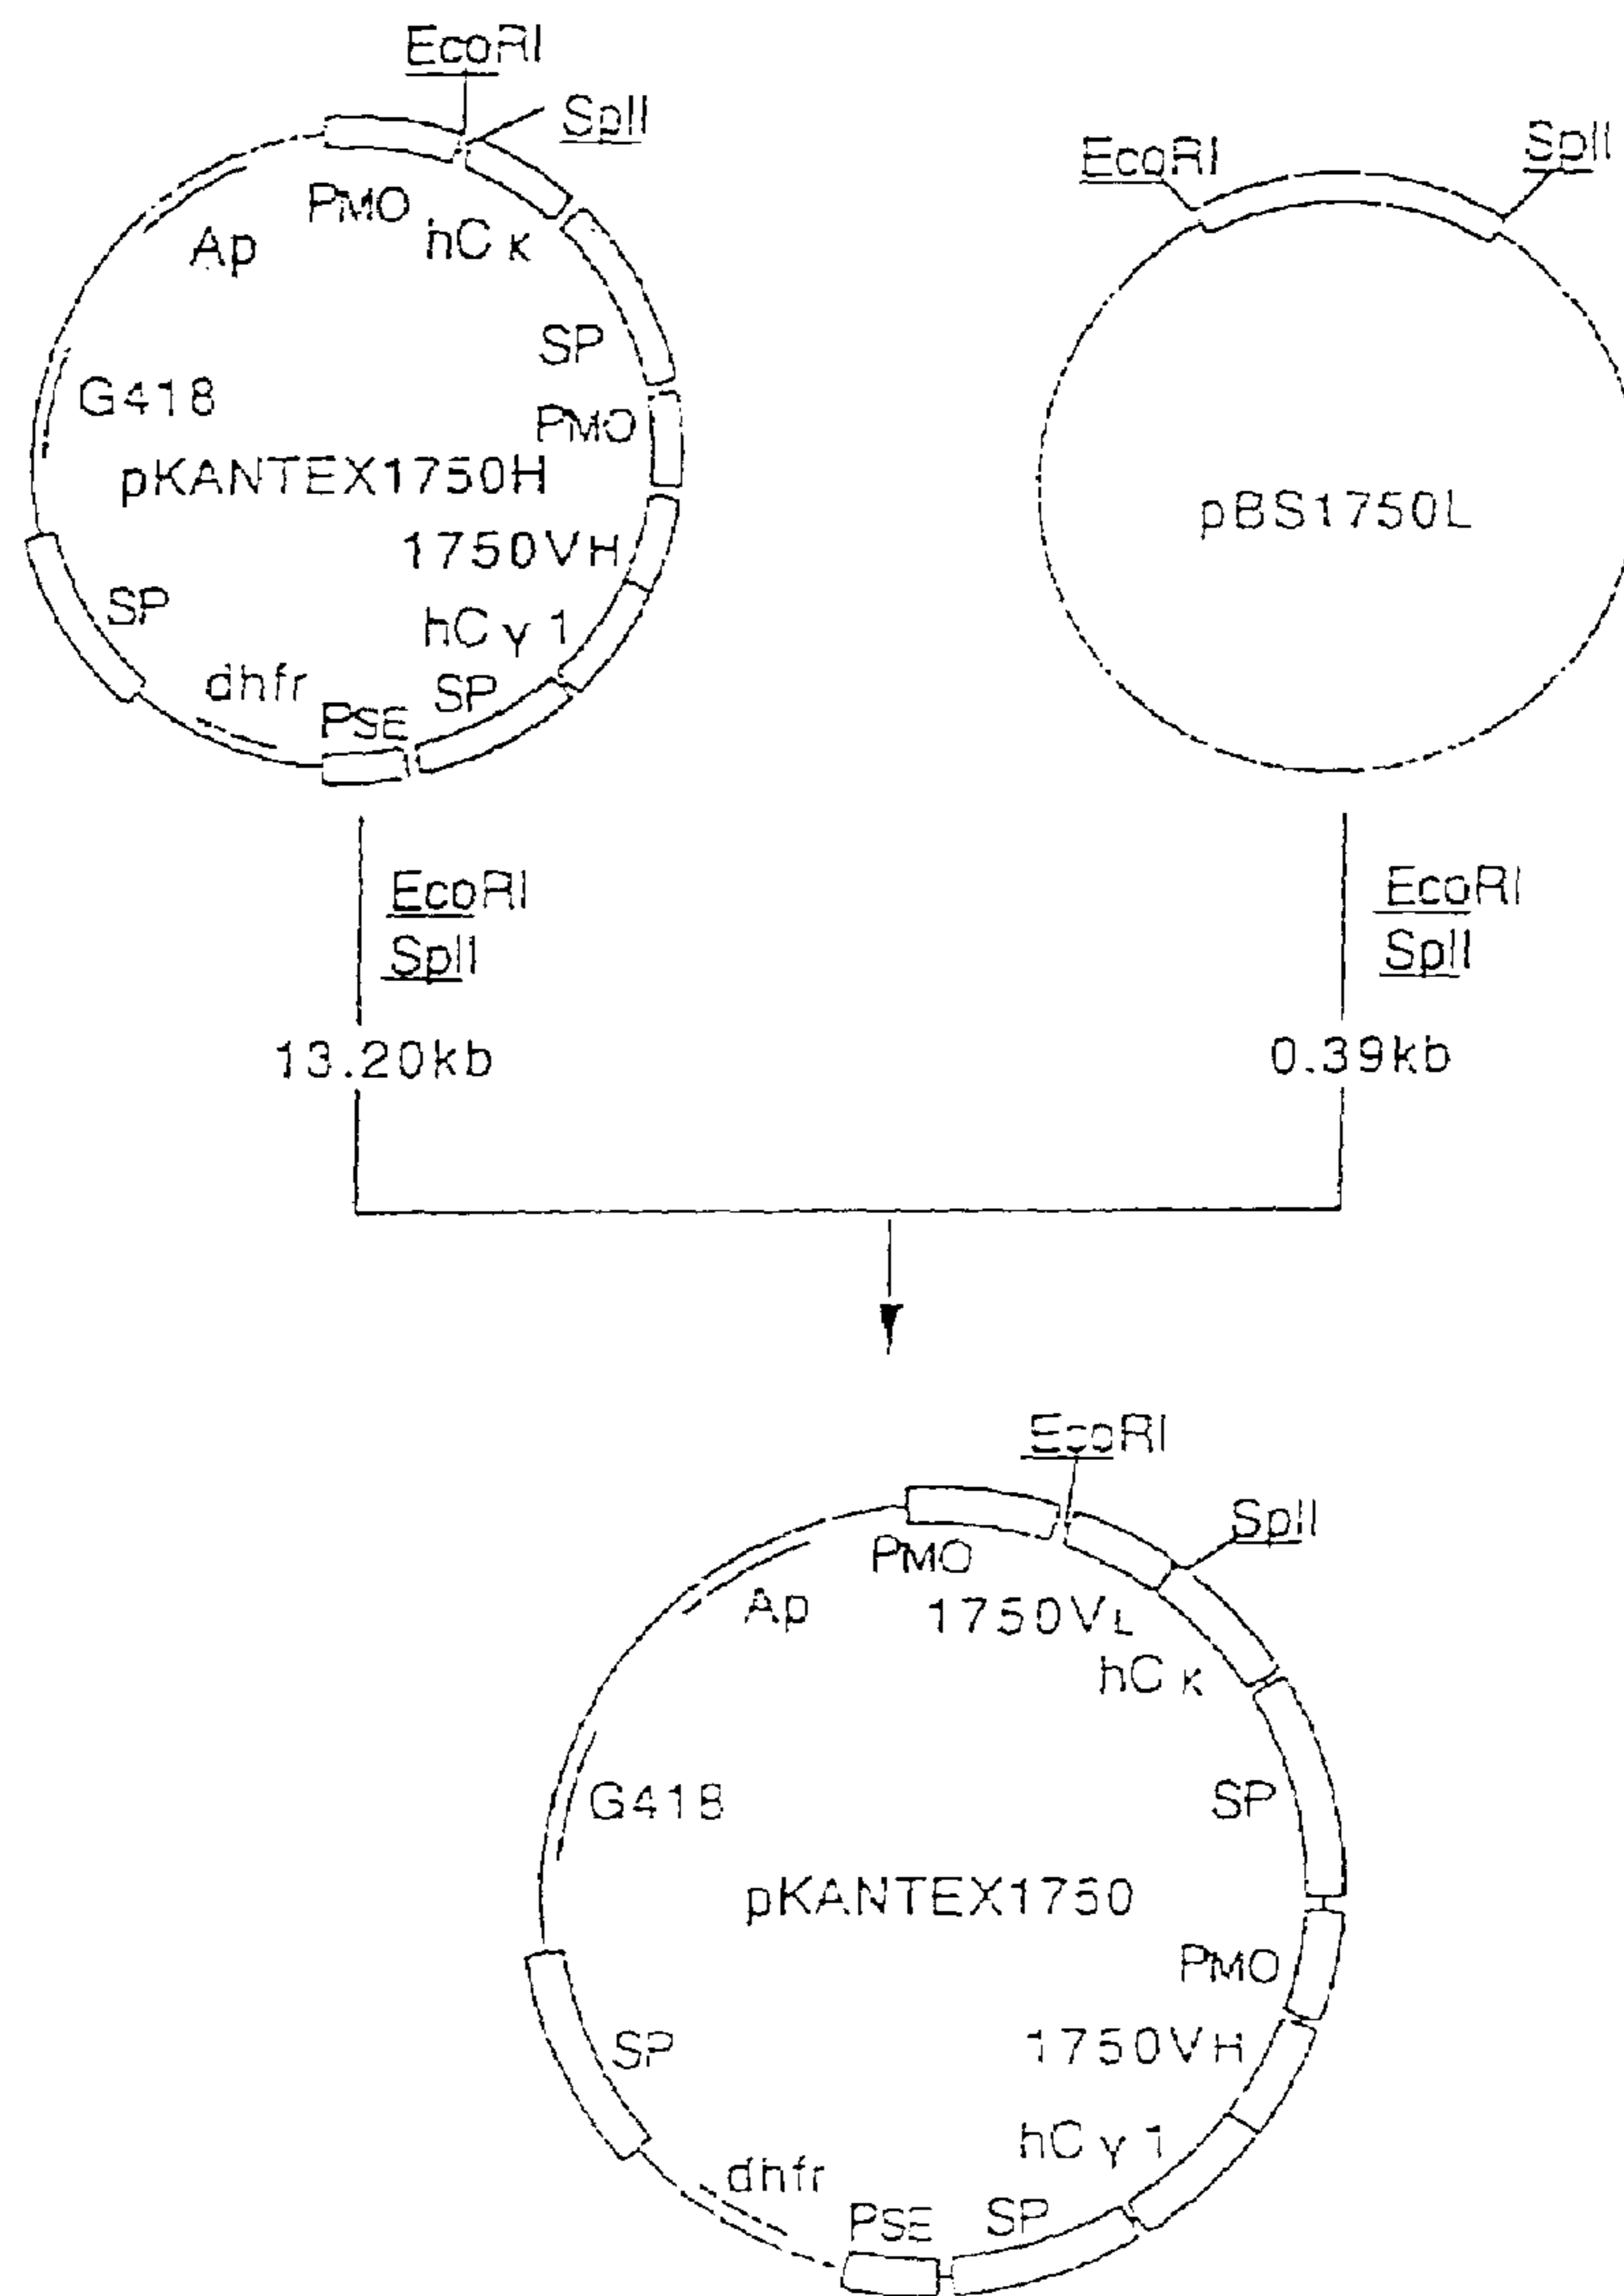 EcoRI
SplI
PMO
hCκ
Ap
SP
G418
PMO
pKANTEX1750H
1750VH
hCγ1
SP
dhfr
SP
PSE
EcoRI
SplI
13.20kb
EcoRI
SplI
pBS1750L
EcoRI
SplI
0.39kb
EcoRI
SplI
PMO
Ap
1750VL
hCκ
G418
SP
pKANTEX1750
PMO
1750VH
SP
hCγ1
dhfr
PSE
SP